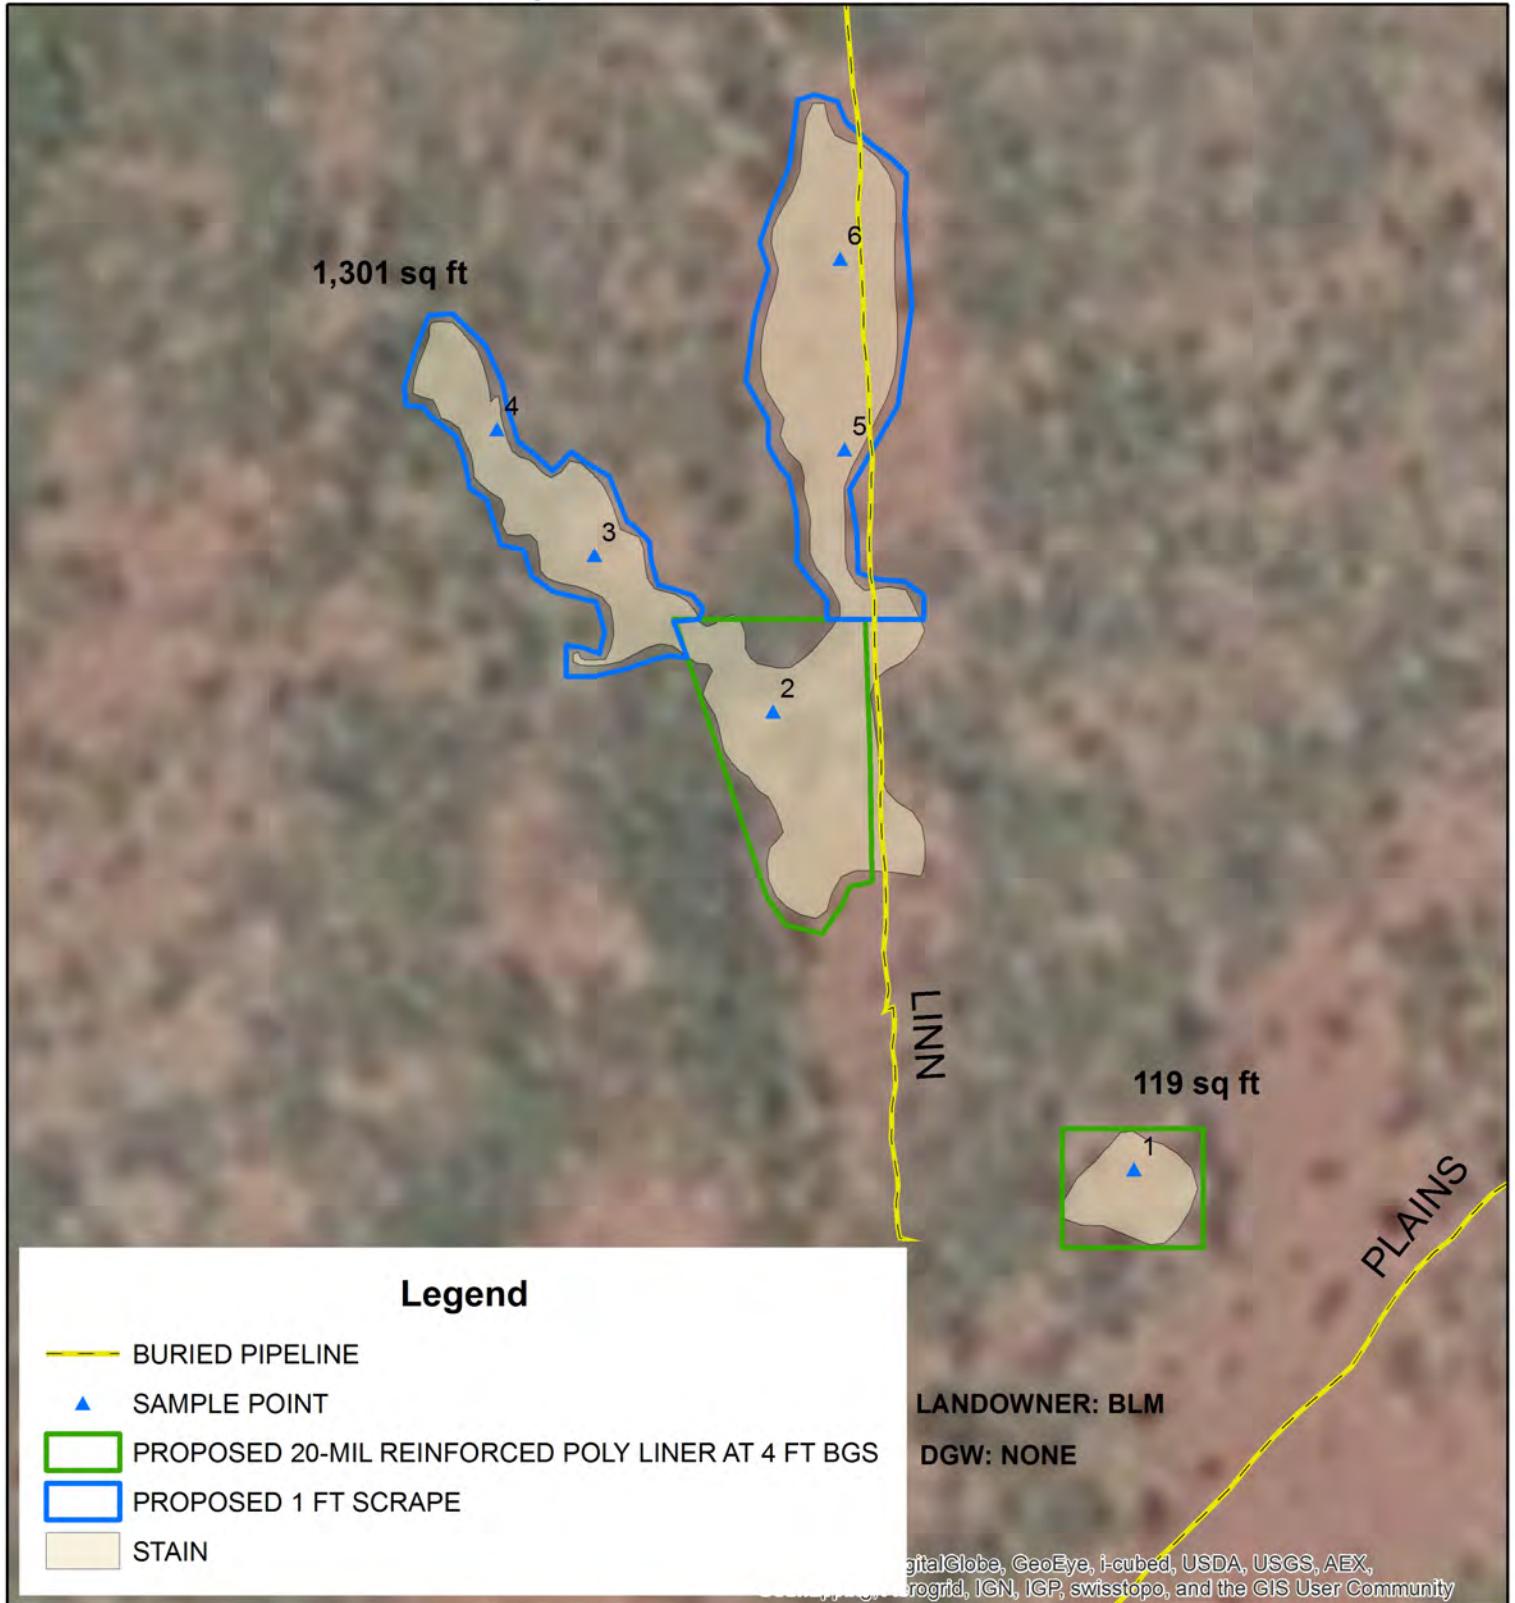 6
1,301 sq ft
4
5
3
2
LINN
119 sq ft
1
PLAINS
Legend
BURIED PIPELINE
SAMPLE POINT
PROPOSED 20-MIL REINFORCED POLY LINER AT 4 FT BGS
PROPOSED 1 FT SCRAPE
STAIN
LANDOWNER: BLM
DGW: NONE
GeoEye, i-cubed, USDA, USGS, AEX,
IGN, IGP, swisstopo, and the GIS User Community